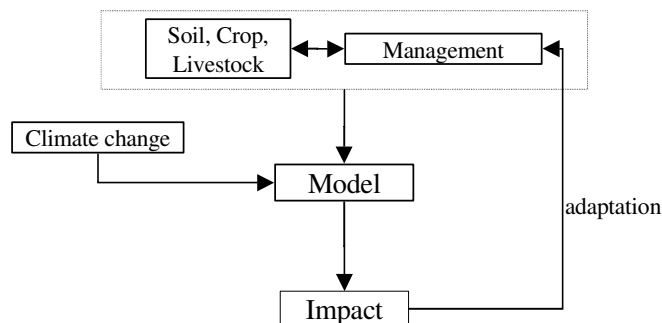 Soil, Crop,
Livestock
Management
Climate change
Model
adaptation
Impact